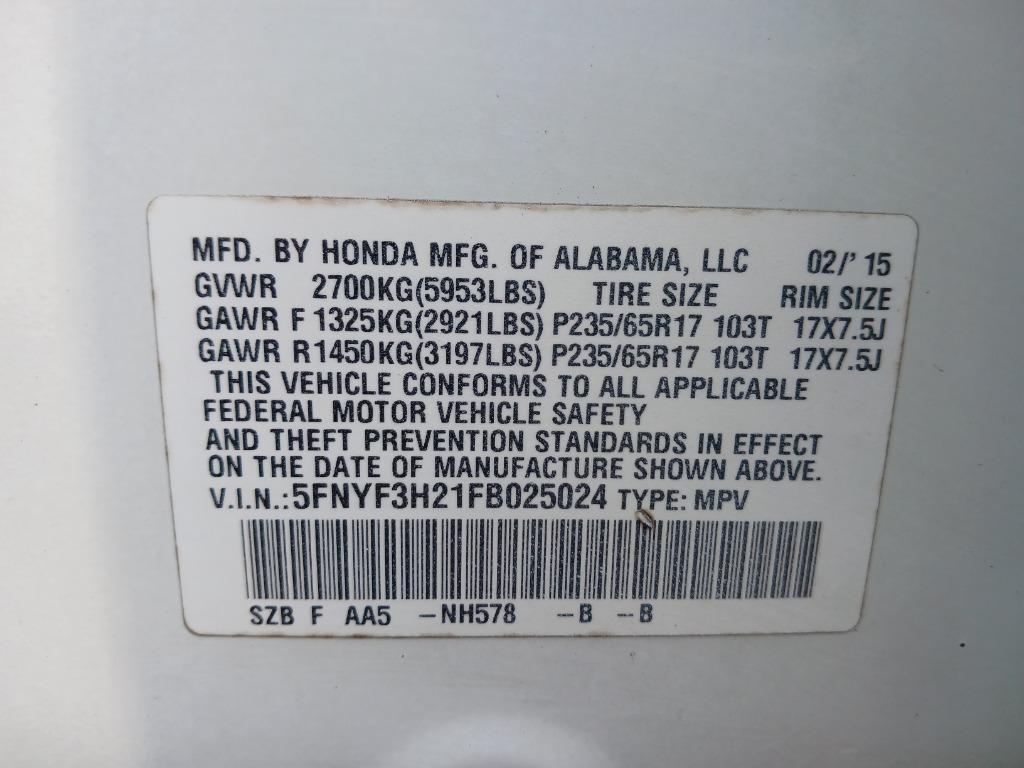 MFD. BY HONDA MFG. OF ALABAMA, LLC 02/' 15
GVWR 2700KG(5953LBS) TIRE SIZE RIM SIZE
GAWR F 1325KG(2921LBS) P235/65R17 103T 17X7.5J
GAWR R1450KG(3197LBS) P235/65R17 103T 17X7.5J
THIS VEHICLE CONFORMS TO ALL APPLICABLE
FEDERAL MOTOR VEHICLE SAFETY
AND THEFT PREVENTION STANDARDS IN EFFECT
ON THE DATE OF MANUFACTURE SHOWN ABOVE.
V.I.N.:5FNYF3H21FB025024 TYPE: MPV
SZB F AA5 –NH578 –B –B